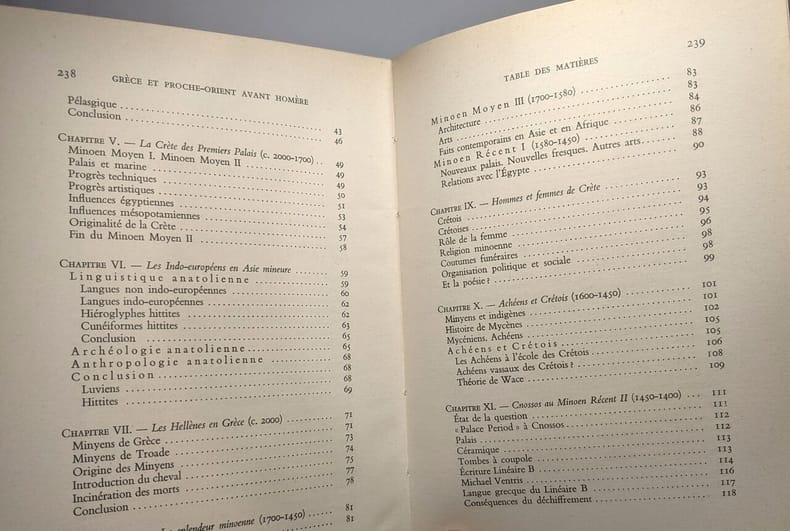 238
GRÈCE ET PROCHE-ORIENT AVANT HOMÈRE
Pélasgique 43
Conclusion 46
CHAPITRE V. — La Crète des Premiers Palais (c. 2000-1700) 49
Minoen Moyen I. Minoen Moyen II 49
Palais et marine 49
Progrès techniques 50
Progrès artistiques 51
Influences égyptiennes 53
Influences mésopotamiennes 54
Originalité de la Crète 57
Fin du Minoen Moyen II 58
CHAPITRE VI. — Les Indo-européens en Asie mineure 59
Linguistique anatolienne 59
Langues non indo-européennes 60
Langues indo-européennes 62
Hiéroglyphes hittites 62
Cunéiformes hittites 63
Conclusion 65
Archéologie anatolienne 65
Anthropologie anatolienne 68
Conclusion 68
Luviens 68
Hittites 69
CHAPITRE VII. — Les Hellènes en Grèce (c. 2000) 71
Minyens de Grèce 71
Minyens de Troade 73
Origine des Minyens 74
Introduction du cheval 75
Incinération des morts 77
Conclusion 78
splendeur minoenne (1700-1450) 81
81
239
TABLE DES MATIÈRES
Minoen Moyen III (1700-1580) 83
Architecture 83
Arts 84
Faits contemporains en Asie et en Afrique 86
Minoen Récent I (1580-1450) 87
Nouveaux palais. Nouvelles fresques. Autres arts 88
Relations avec l'Égypte 90
CHAPITRE IX. — Hommes et femmes de Crète 93
Crétois 93
Crétoises 94
Rôle de la femme 95
Religion minoenne 96
Coutumes funéraires 98
Organisation politique et sociale 98
Et la poésie? 99
CHAPITRE X. — Achéens et Crétois (1600-1450) 101
Minyens et indigènes 101
Histoire de Mycènes 102
Mycéniens. Achéens 105
Achéens et Crétois 105
Les Achéens à l'école des Crétois 106
Achéens vassaux des Crétois? 108
Théorie de Wace 109
CHAPITRE XI. — Cnossos au Minoen Récent II (1450-1400) 111
État de la question 111
« Palace Period » à Cnossos 112
Palais 112
Céramique 113
Tombes à coupole 113
Écriture Linéaire B 114
Michael Ventris 116
Langue grecque du Linéaire B 117
Conséquences du déchiffrement 118